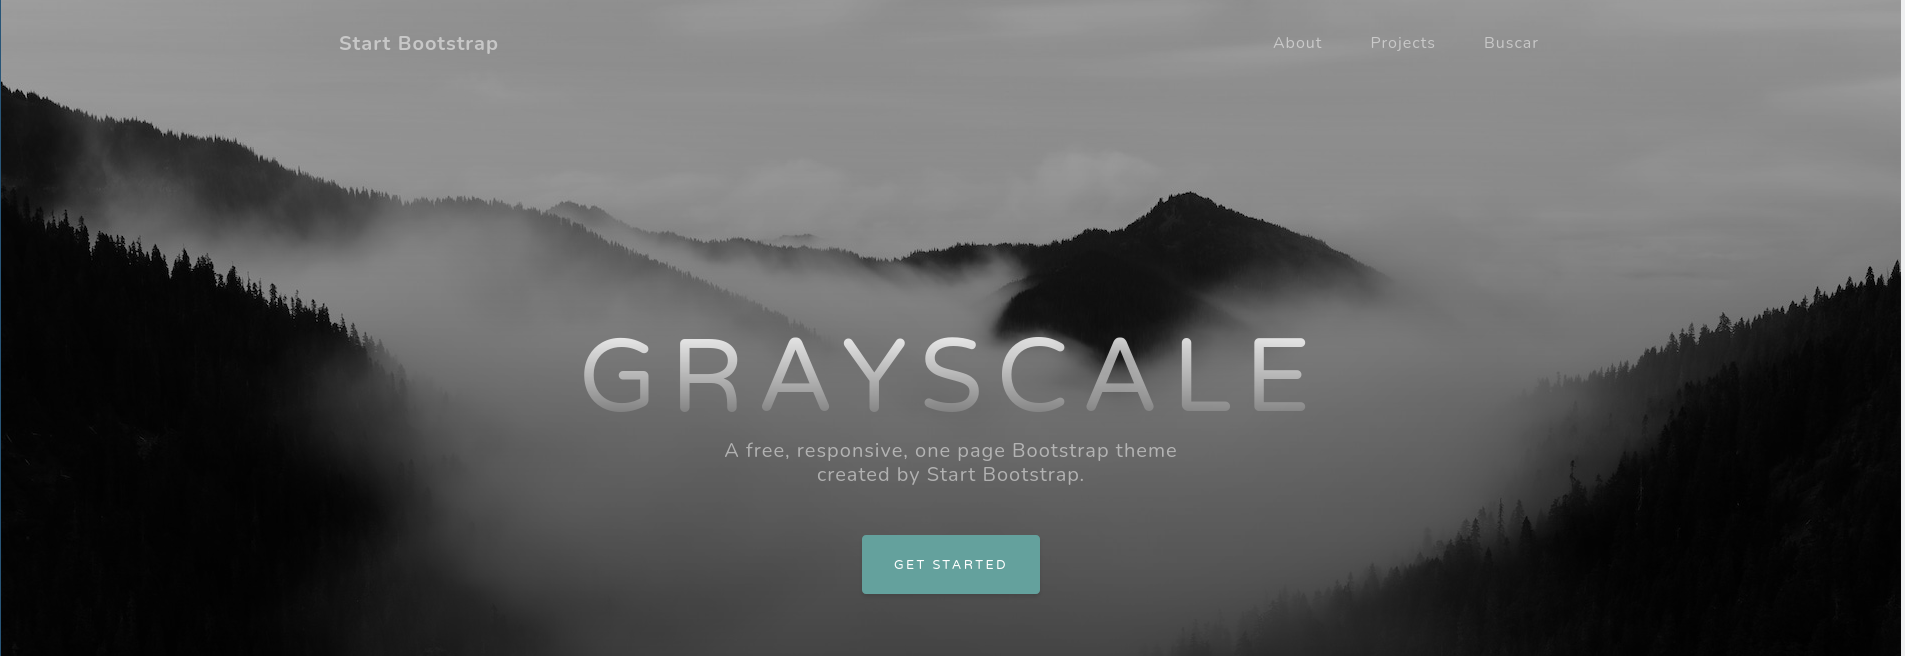 Start Bootstrap
About Projects Buscar
GRAYSCALE
A free, responsive, one page Bootstrap theme
created by Start Bootstrap.
GET STARTED